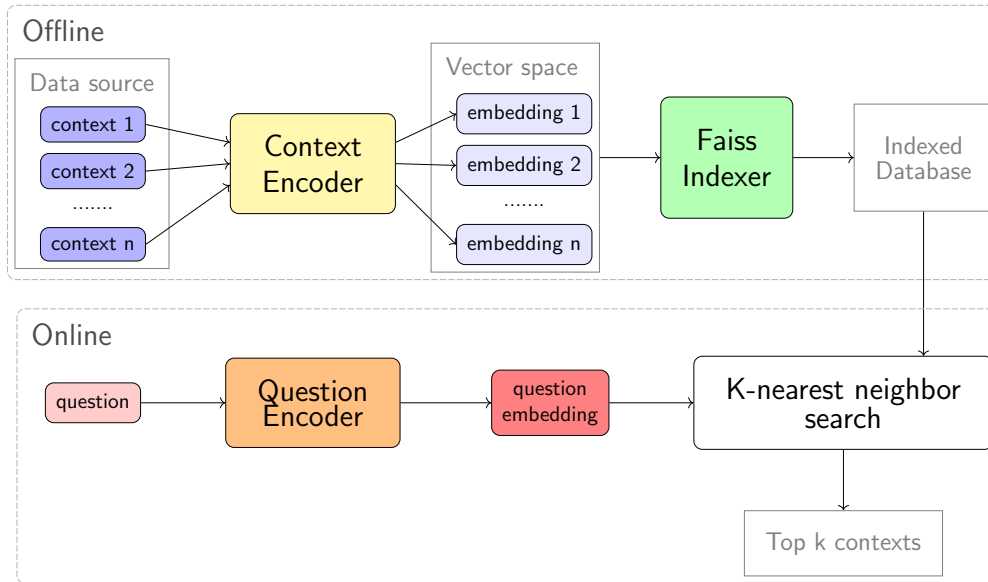 Offline
Data source
context 1
context 2
.......
context n
Context
Encoder
Vector space
embedding 1
embedding 2
.......
embedding n
Faiss
Indexer
Indexed
Database
Online
question
Question
Encoder
question
embedding
K-nearest neighbor
search
Top k contexts